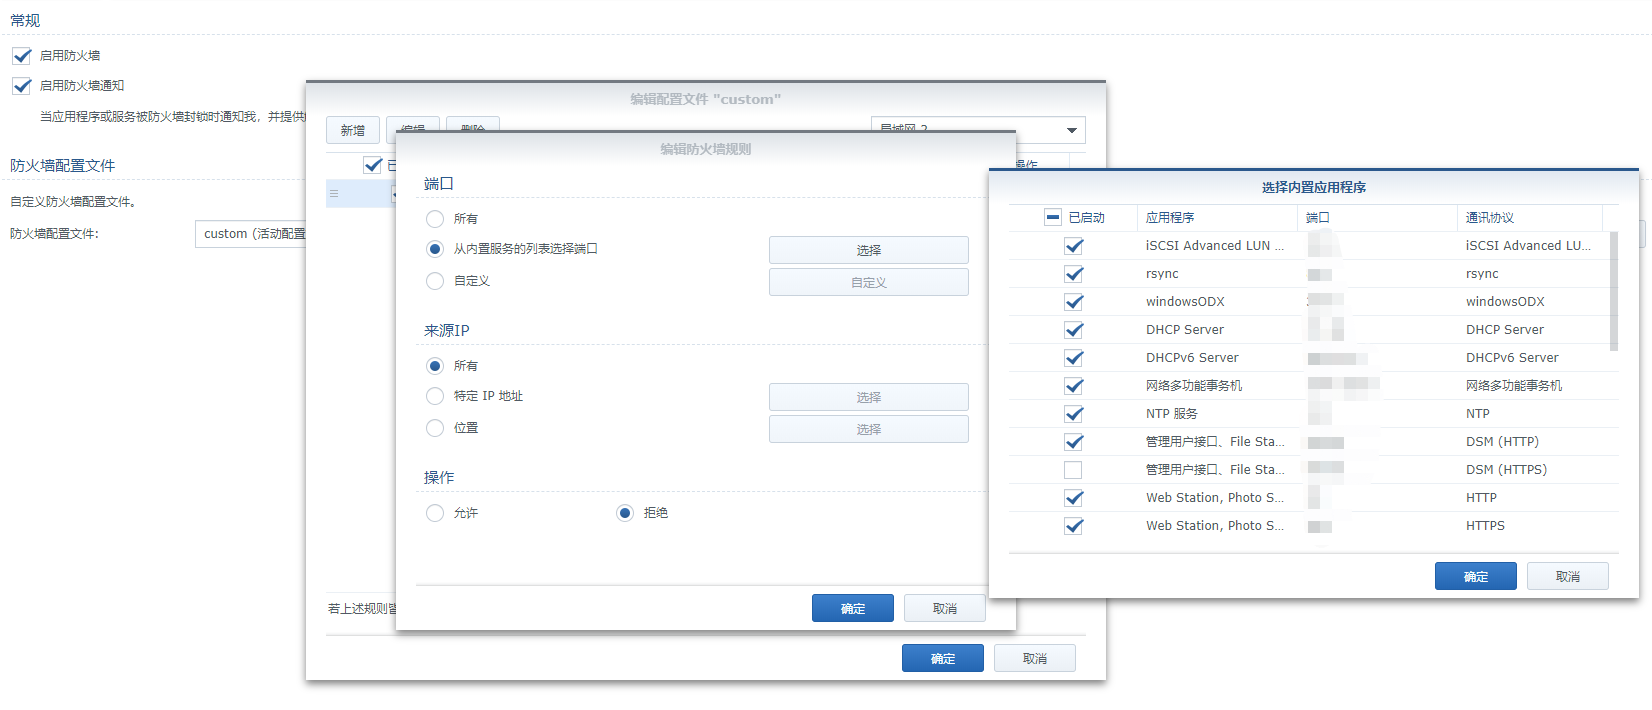 常规
启用防火墙
启用防火墙通知
当应用程序或服务被防火墙封锁时通知我，并提供
防火墙配置文件
自定义防火墙配置文件。
防火墙配置文件：
custom (活动配置
编辑配置文件 "custom"
新增
编辑
删除
局域网 2
已
操作
若上述规则皆
确定
取消
编辑防火墙规则
端口
所有
从内置服务的列表选择端口
选择
自定义
自定义
来源IP
所有
特定 IP 地址
选择
位置
选择
操作
允许
拒绝
确定
取消
选择内置应用程序
已启动 应用程序 端口 通讯协议
iSCSI Advanced LUN ... iSCSI Advanced LU...
rsync rsync
windowsODX windowsODX
DHCP Server DHCP Server
DHCPv6 Server DHCPv6 Server
网络多功能事务机 网络多功能事务机
NTP 服务 NTP
管理用户接口、File Sta... DSM (HTTP)
管理用户接口、File Sta... DSM (HTTPS)
Web Station, Photo S... HTTP
Web Station, Photo S... HTTPS
确定
取消